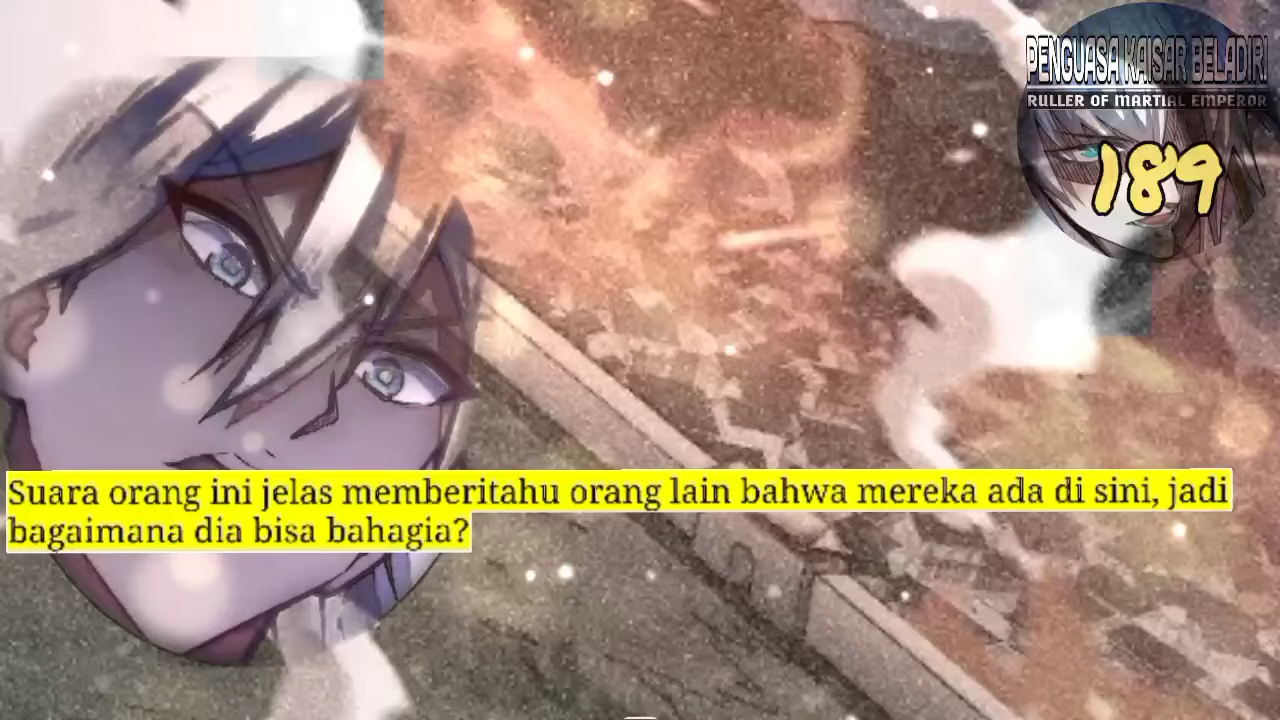 PENGUASA KAISAR BELADIRI
RULLER OF MARTIAL EMPEROR
189
Suara orang ini jelas memberitahu orang lain bahwa mereka ada di sini, jadi
bagaimana dia bisa bahagia?